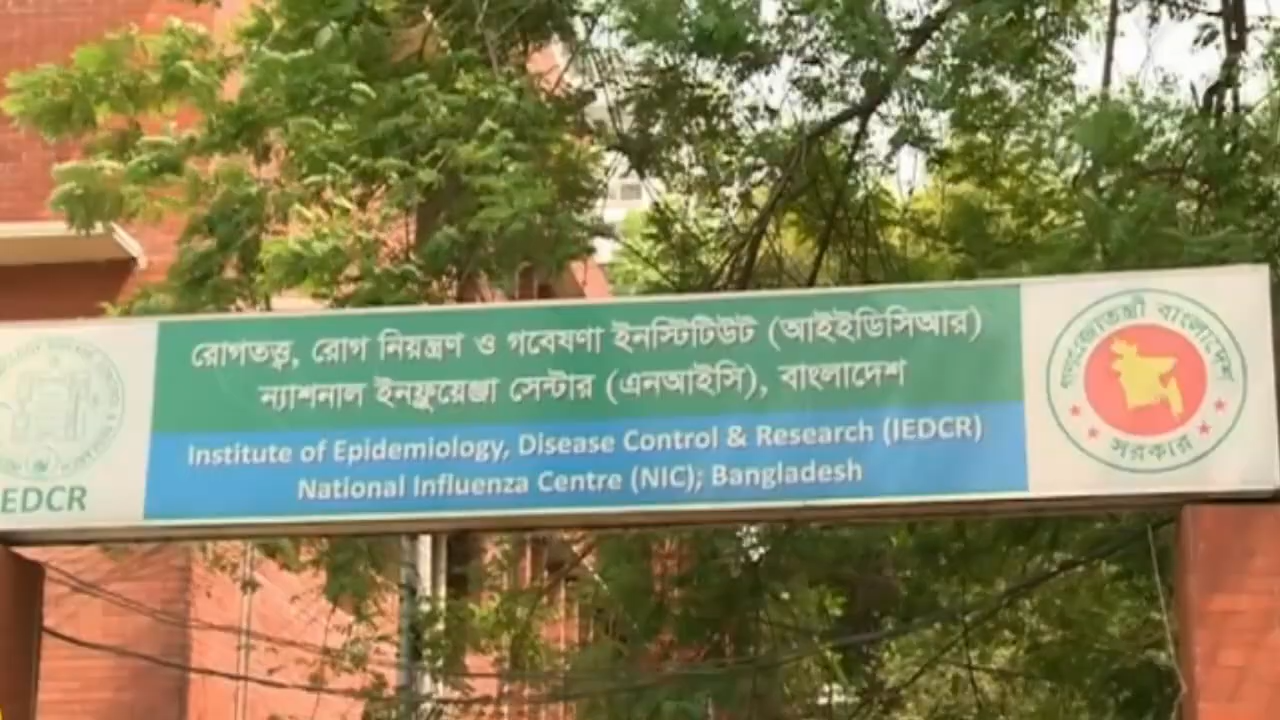 রোগতত্ত্ব, রোগ নিয়ন্ত্রণ ও গবেষণা ইনস্টিটিউট (আইইডিসিআর)
ন্যাশনাল ইনফ্লুয়েঞ্জা সেন্টার (এনআইসি), বাংলাদেশ
Institute of Epidemiology, Disease Control & Research (IEDCR)
National Influenza Centre (NIC); Bangladesh
EDCR
গণপ্রজাতন্ত্রী বাংলাদেশ
সরকার